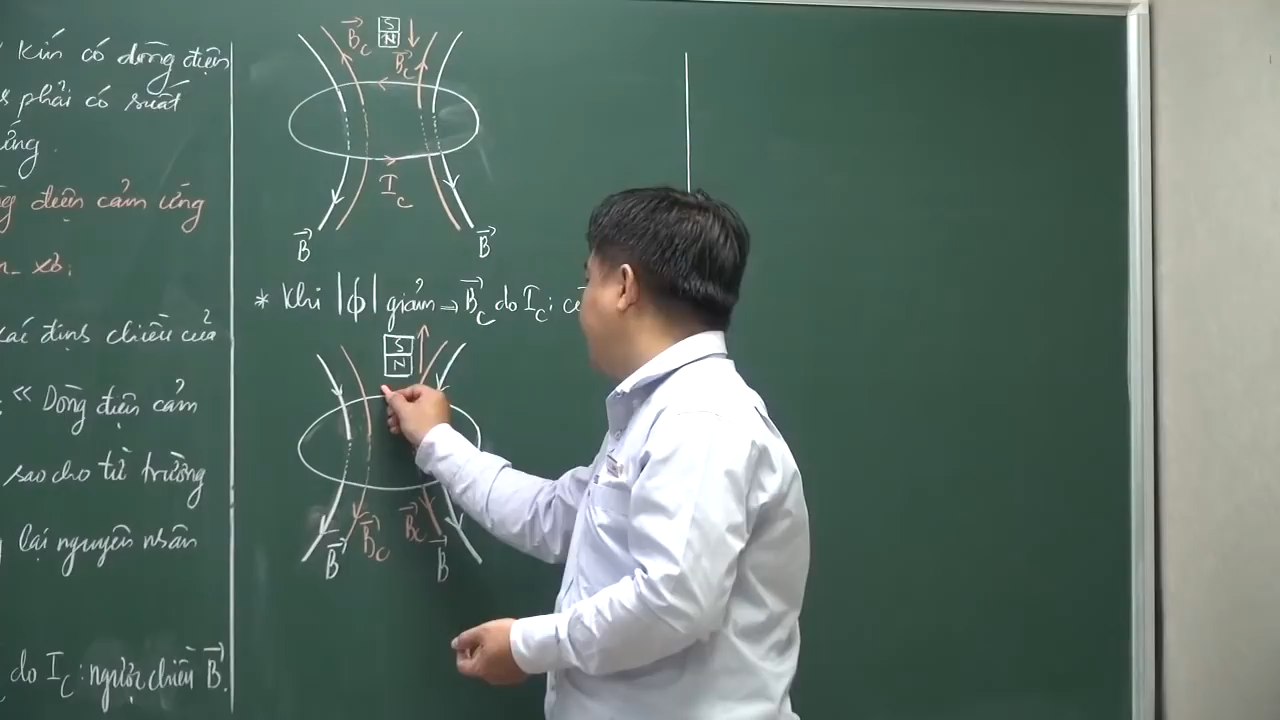 Kín có dòng điện
phải có suất
ứng.
điện cảm ứng
xơ.
xác định chiều của
: « Dòng điện cảm
sao cho từ trường
lại nguyên nhân
do I_C : ngược chiều B⃗.
B⃗_C S B⃗_C
N
I_C
B⃗ B⃗
* Khi |ϕ| giảm → B⃗_C do I_C :
S
N
B⃗ B⃗_C B⃗_C B⃗